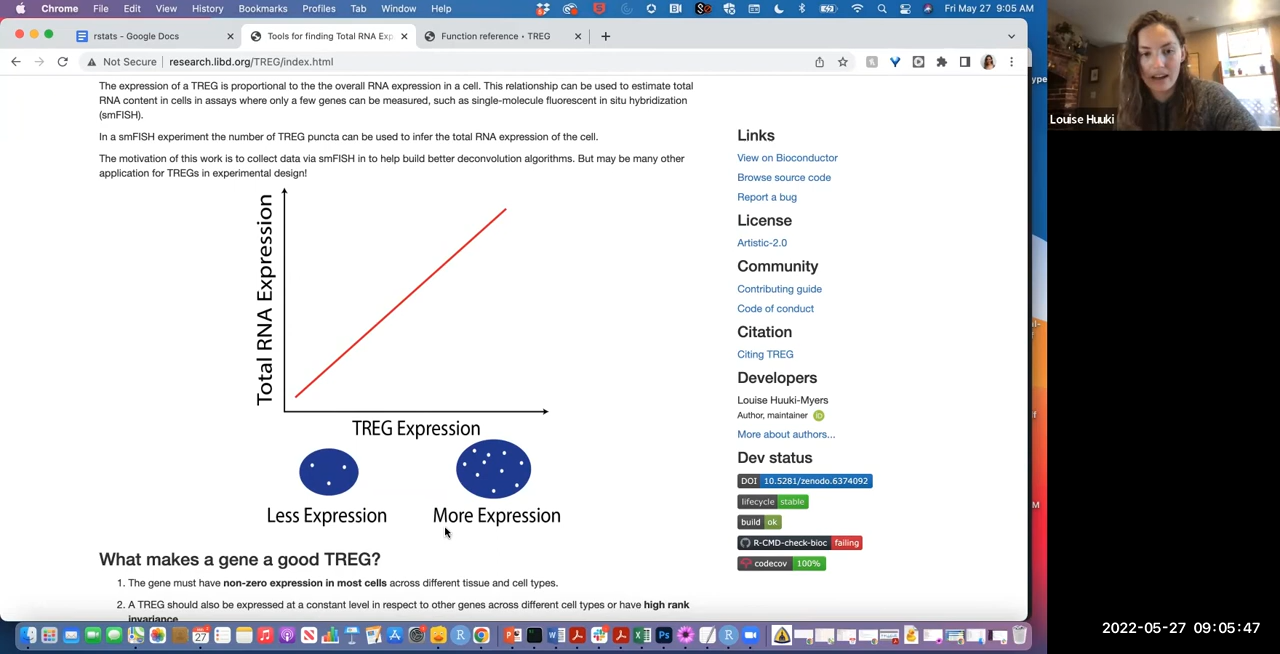 Chrome File Edit View History Bookmarks Profiles Tab Window Help Fri May 27 9:05 AM
rstats - Google Docs
Tools for finding Total RNA Exp
Function reference • TREG
Not Secure research.libd.org/TREG/index.html
The expression of a TREG is proportional to the the overall RNA expression in a cell. This relationship can be used to estimate total
RNA content in cells in assays where only a few genes can be measured, such as single-molecule fluorescent in situ hybridization
(smFISH).
In a smFISH experiment the number of TREG puncta can be used to infer the total RNA expression of the cell.
The motivation of this work is to collect data via smFISH in to help build better deconvolution algorithms. But may be many other
application for TREGs in experimental design!
Total RNA Expression
TREG Expression
Less Expression
More Expression
What makes a gene a good TREG?
1. The gene must have non-zero expression in most cells across different tissue and cell types.
2. A TREG should also be expressed at a constant level in respect to other genes across different cell types or have high rank
invariance
Links
View on Bioconductor
Browse source code
Report a bug
License
Artistic-2.0
Community
Contributing guide
Code of conduct
Citation
Citing TREG
Developers
Louise Huuki-Myers
Author, maintainer
More about authors...
Dev status
DOI 10.5281/zenodo.6374092
lifecycle stable
build ok
R-CMD-check-bioc failing
codecov 100%
Louise Huuki
2022-05-27 09:05:47